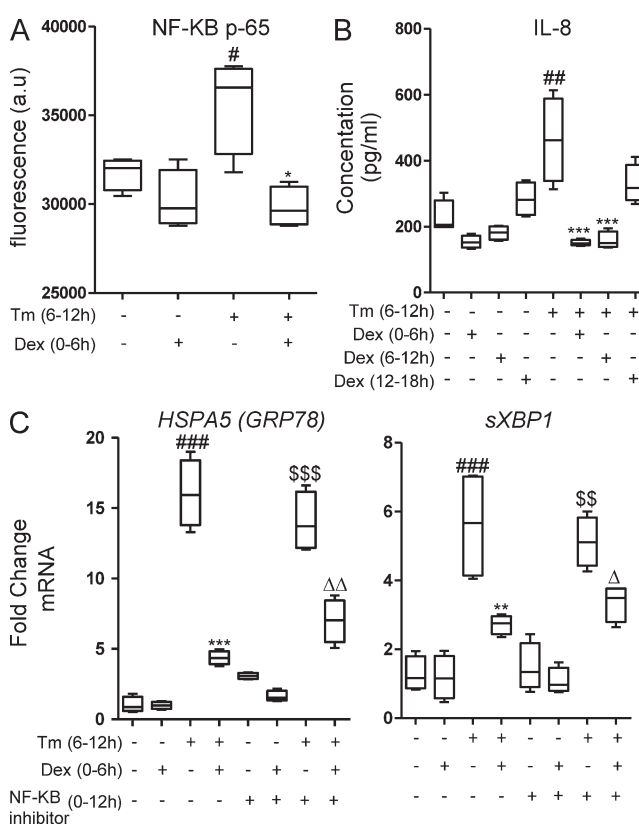 A
NF-KB p-65
fluorescence (a.u)
40000
35000
30000
25000
#
*
Tm (6-12h) - - + +
Dex (0-6h) - + - +
B
IL-8
Concentation
(pg/ml)
800
600
400
200
0
##
*** ***
Tm (6-12h) - - - - + + + +
Dex (0-6h) - + - - - + - -
Dex (6-12h) - - + - - - + -
Dex (12-18h) - - - + - - - +
C
HSPA5 (GRP78)
Fold Change
mRNA
20
15
10
5
0
###
***
$$$
ΔΔ
Tm (6-12h) - - + + - - + +
Dex (0-6h) - + - + - + - +
NF-KB (0-12h) - - - - + + + +
inhibitor
sXBP1
8
6
4
2
0
###
**
$$
Δ
- - + + - - + +
- + - + - + - +
- - - - + + + +